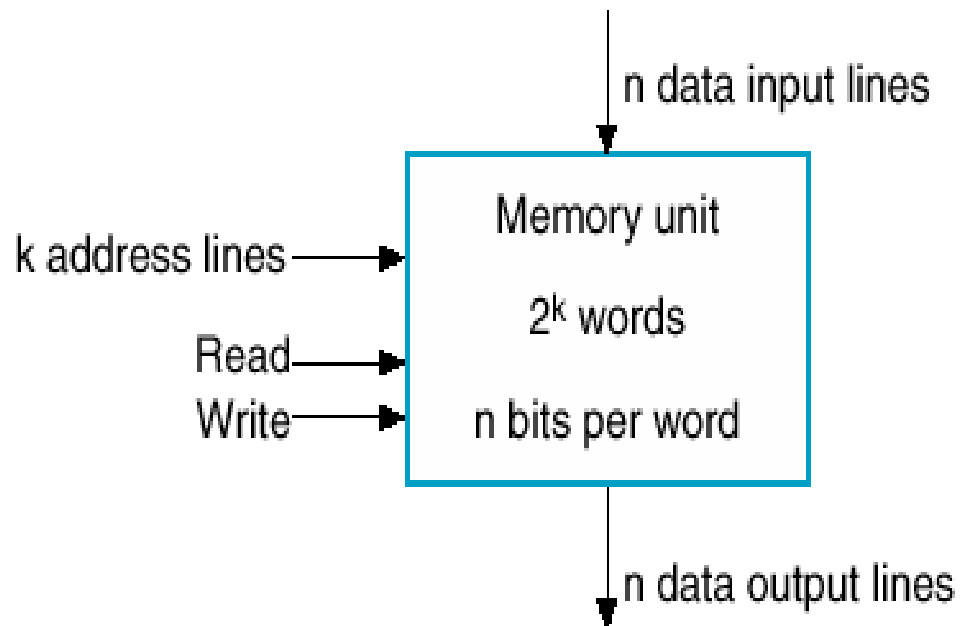 n data input lines
Memory unit
k address lines
2ᵏ words
Read
Write
n bits per word
n data output lines